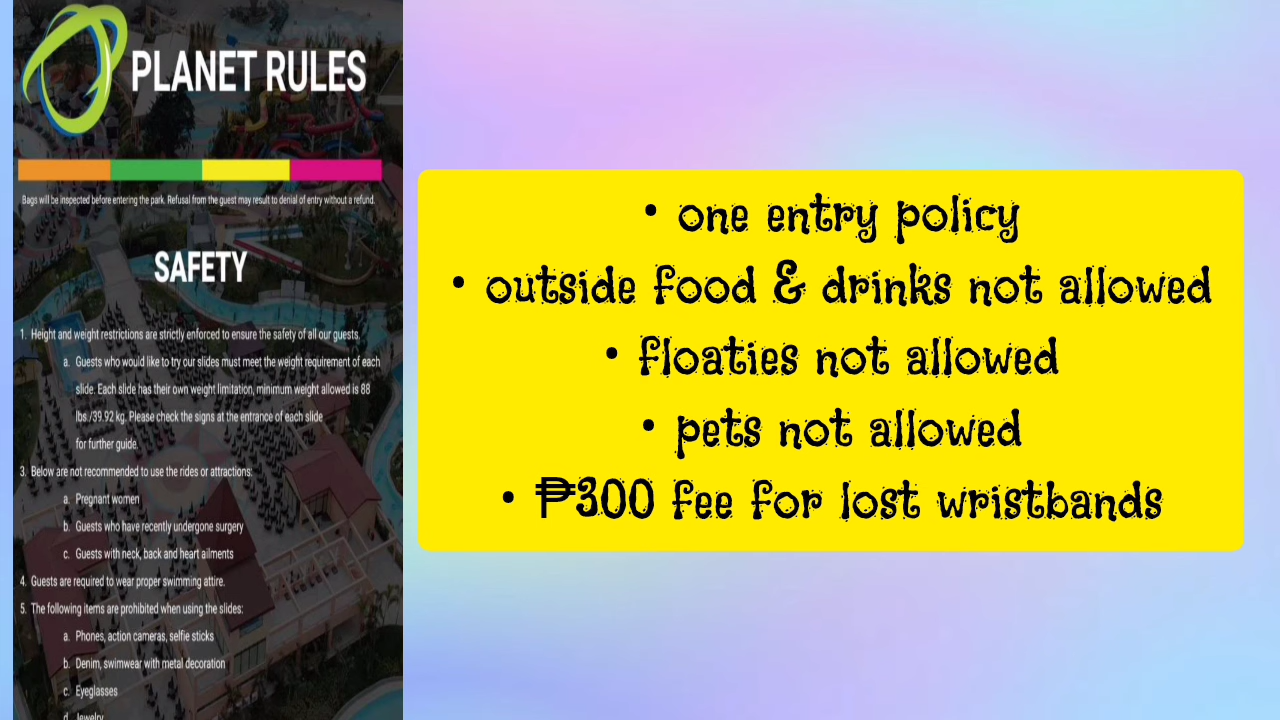 PLANET RULES
Bags will be inspected before entering the park. Refusal from the guest may result to denial of entry without a refund.
SAFETY
1. Height and weight restrictions are strictly enforced to ensure the safety of all our guests.
a. Guests who would like to try our slides must meet the weight requirement of each
slide. Each slide has their own weight limitation, minimum weight allowed is 88
lbs./39.92 kg. Please check the signs at the entrance of each slide
for further guide.
3. Below are not recommended to use the rides or attractions:
a. Pregnant women
b. Guests who have recently undergone surgery
c. Guests with neck, back and heart ailments
4. Guests are required to wear proper swimming attire.
5. The following items are prohibited when using the slides:
a. Phones, action cameras, selfie sticks
b. Denim, swimwear with metal decoration
c. Eyeglasses
d. Jewelry
• one entry policy
• outside food & drinks not allowed
• floaties not allowed
• pets not allowed
• ₱300 fee for lost wristbands